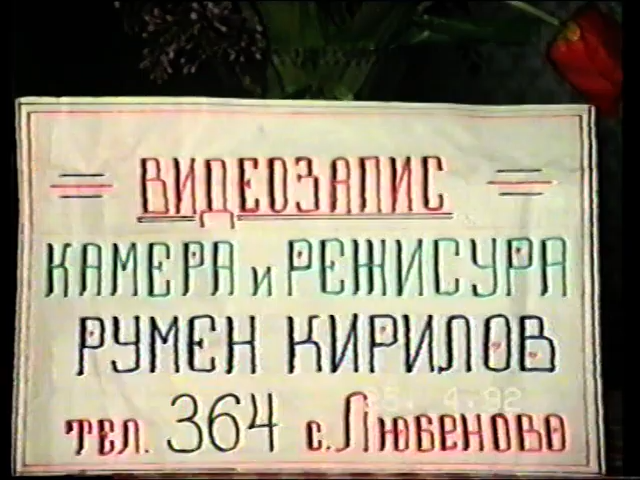 ВИДЕОЗАПИС
КАМЕРА и РЕЖИСУРА
РУМЕН КИРИЛОВ
тел. 364 с. Любеново
25. 4.92